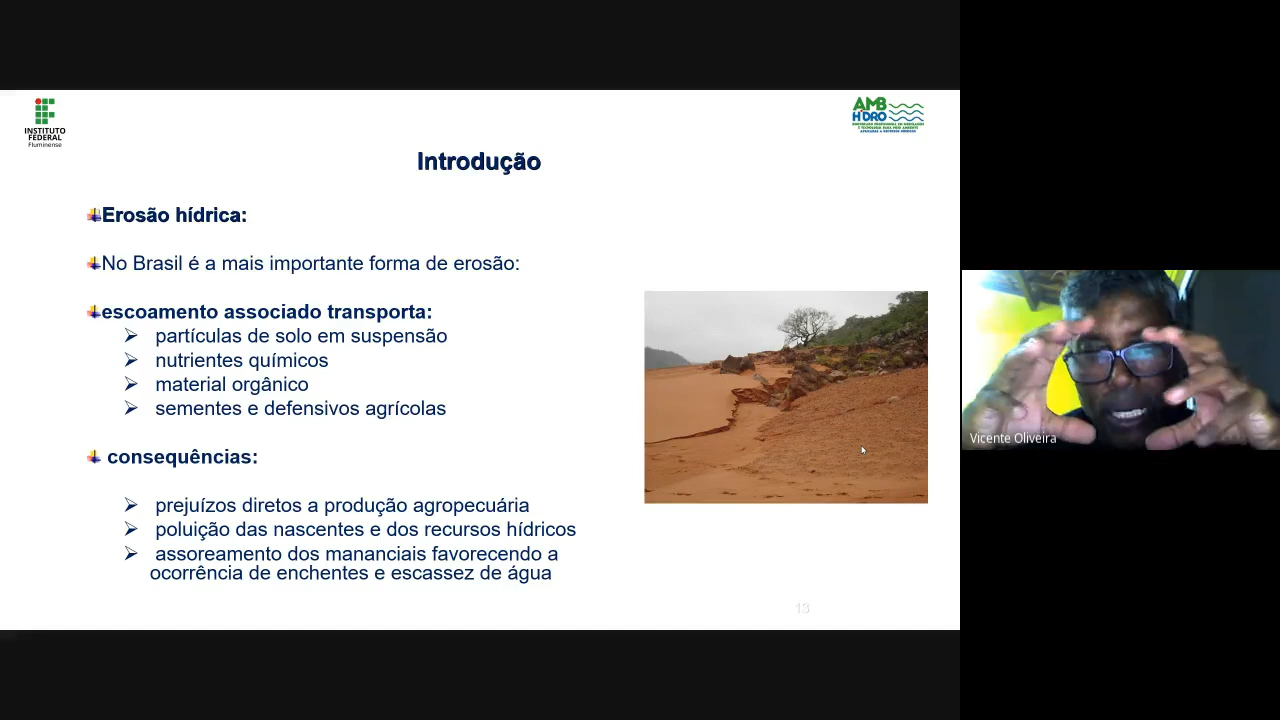 INSTITUTO
FEDERAL
Fluminense
AMB
HIDRO
Introdução
Erosão hídrica:
No Brasil é a mais importante forma de erosão:
escoamento associado transporta:
partículas de solo em suspensão
nutrientes químicos
material orgânico
sementes e defensivos agrícolas
consequências:
prejuízos diretos a produção agropecuária
poluição das nascentes e dos recursos hídricos
assoreamento dos mananciais favorecendo a
ocorrência de enchentes e escassez de água
13
Vicente Oliveira